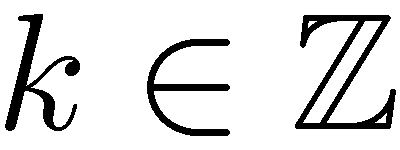 k ∈ ℤ